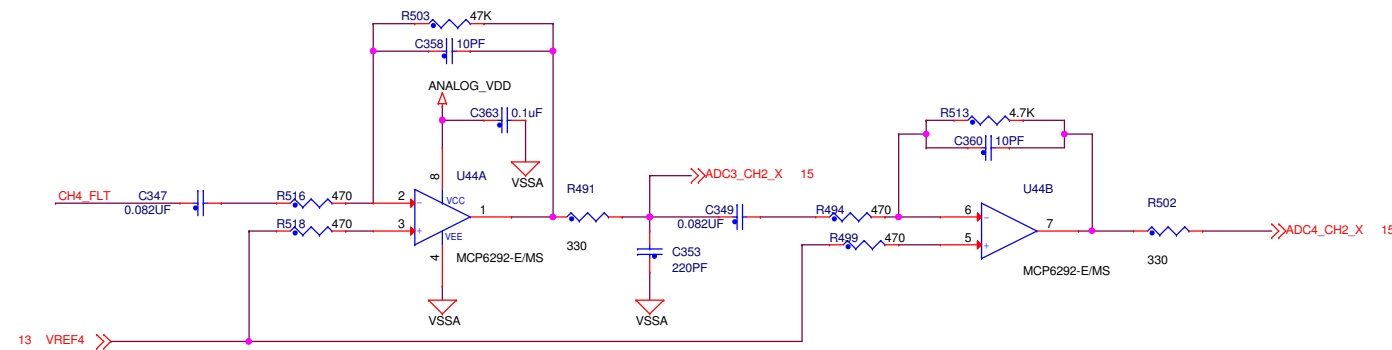 R503 47K
C358 10PF
ANALOG_VDD
C363 0.1uF
R513 4.7K
C360 10PF
8
U44A
VSSA
ADC3_CH2_X 15
CH4_FLT
C347
0.082UF
R516 470
2
VCC
R491
C349
0.082UF
R494 470
6
U44B
R502
R518 470
3
1
VEE
330
R499 470
5
7
ADC4_CH2_X 15
4
MCP6292-E/MS
C353
220PF
MCP6292-E/MS
330
VSSA
VSSA
13 VREF4